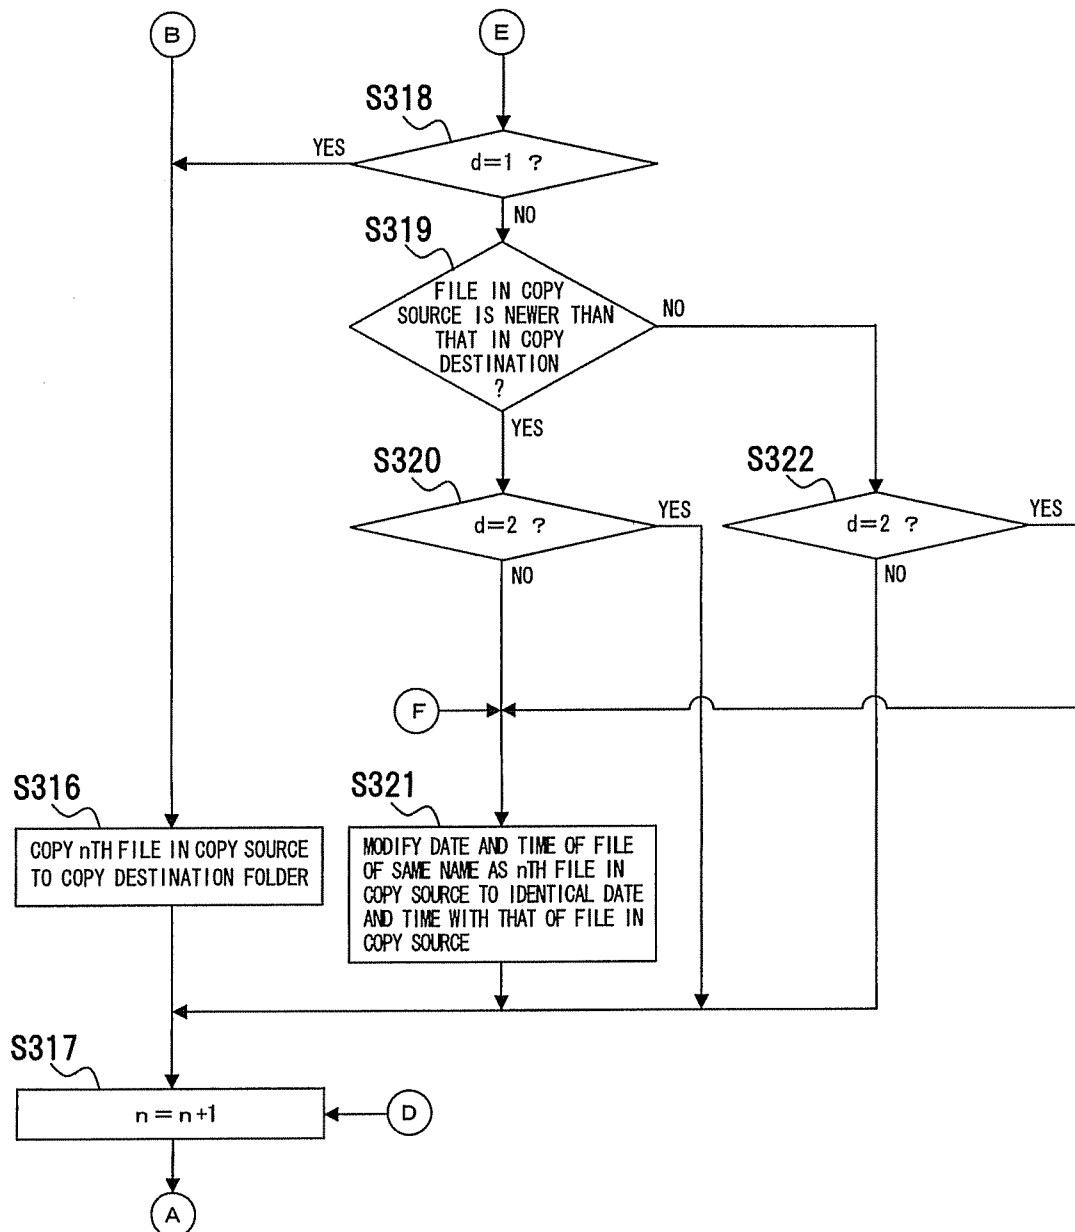 B
E
S318
YES
d=1 ?
NO
S319
FILE IN COPY
SOURCE IS NEWER THAN
THAT IN COPY
DESTINATION
?
NO
YES
S320
d=2 ?
YES
NO
S322
d=2 ?
YES
NO
F
S316
COPY nTH FILE IN COPY SOURCE
TO COPY DESTINATION FOLDER
S321
MODIFY DATE AND TIME OF FILE
OF SAME NAME AS nTH FILE IN
COPY SOURCE TO IDENTICAL DATE
AND TIME WITH THAT OF FILE IN
COPY SOURCE
S317
n=n+1
D
A